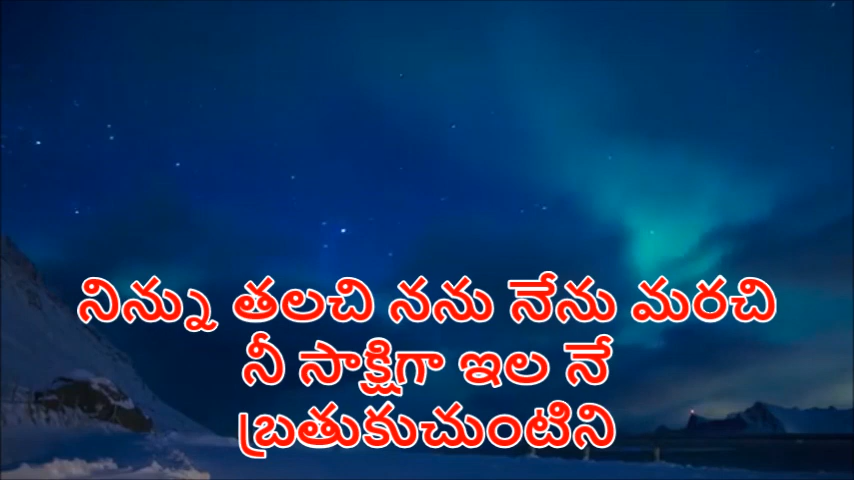 నిన్ను తలచి నను నేను మరచి
నీ సాక్షిగా ఇల నే
బ్రతుకుచుంటిని